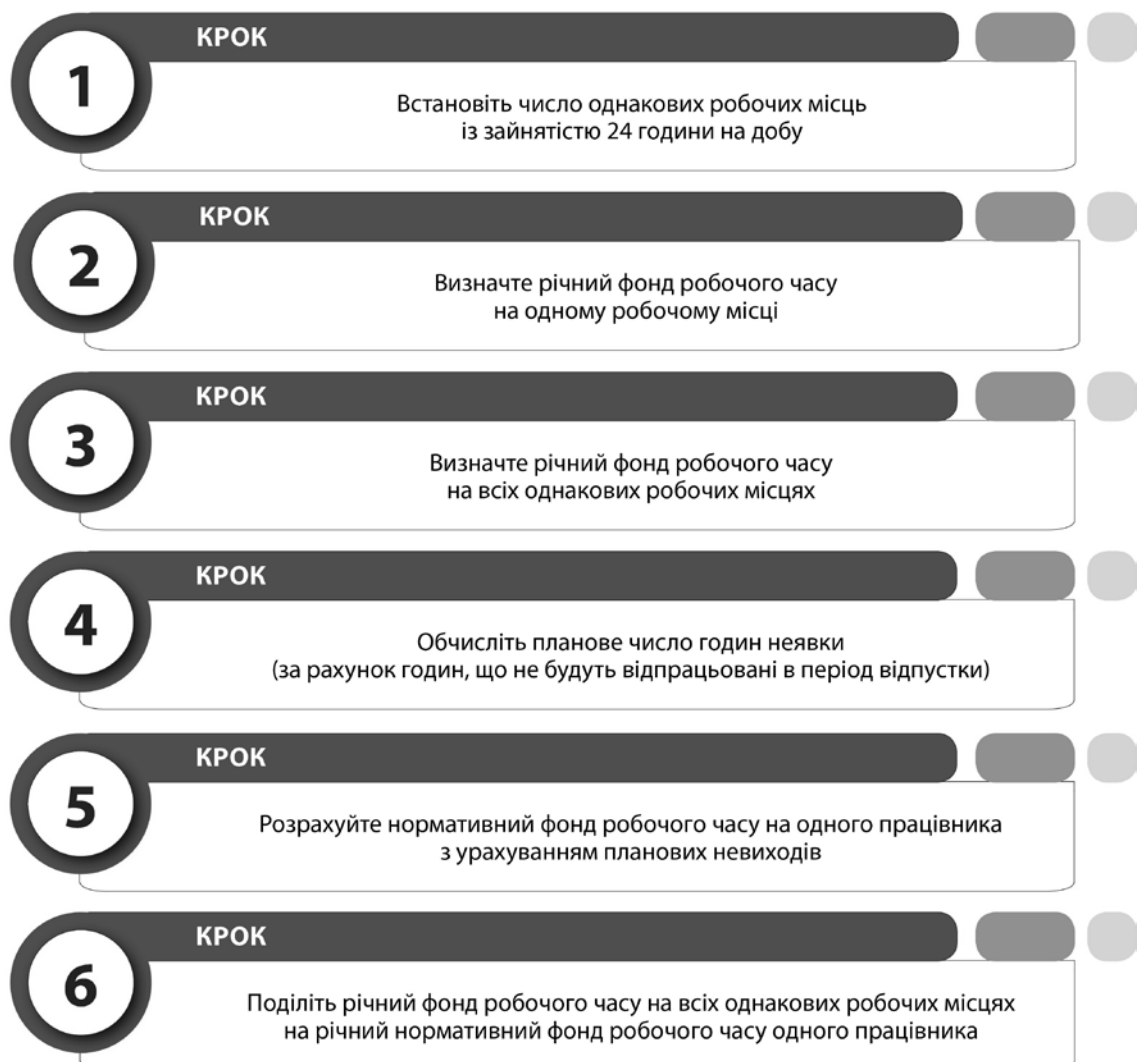 КРОК
1
Встановіть число однакових робочих місць
із зайнятістю 24 години на добу
КРОК
2
Визначте річний фонд робочого часу
на одному робочому місці
КРОК
3
Визначте річний фонд робочого часу
на всіх однакових робочих місцях
КРОК
4
Обчисліть планове число годин неявки
(за рахунок годин, що не будуть відпрацьовані в період відпустки)
КРОК
5
Розрахуйте нормативний фонд робочого часу на одного працівника
з урахуванням планових невиходів
КРОК
6
Поділіть річний фонд робочого часу на всіх однакових робочих місцях
на річний нормативний фонд робочого часу одного працівника